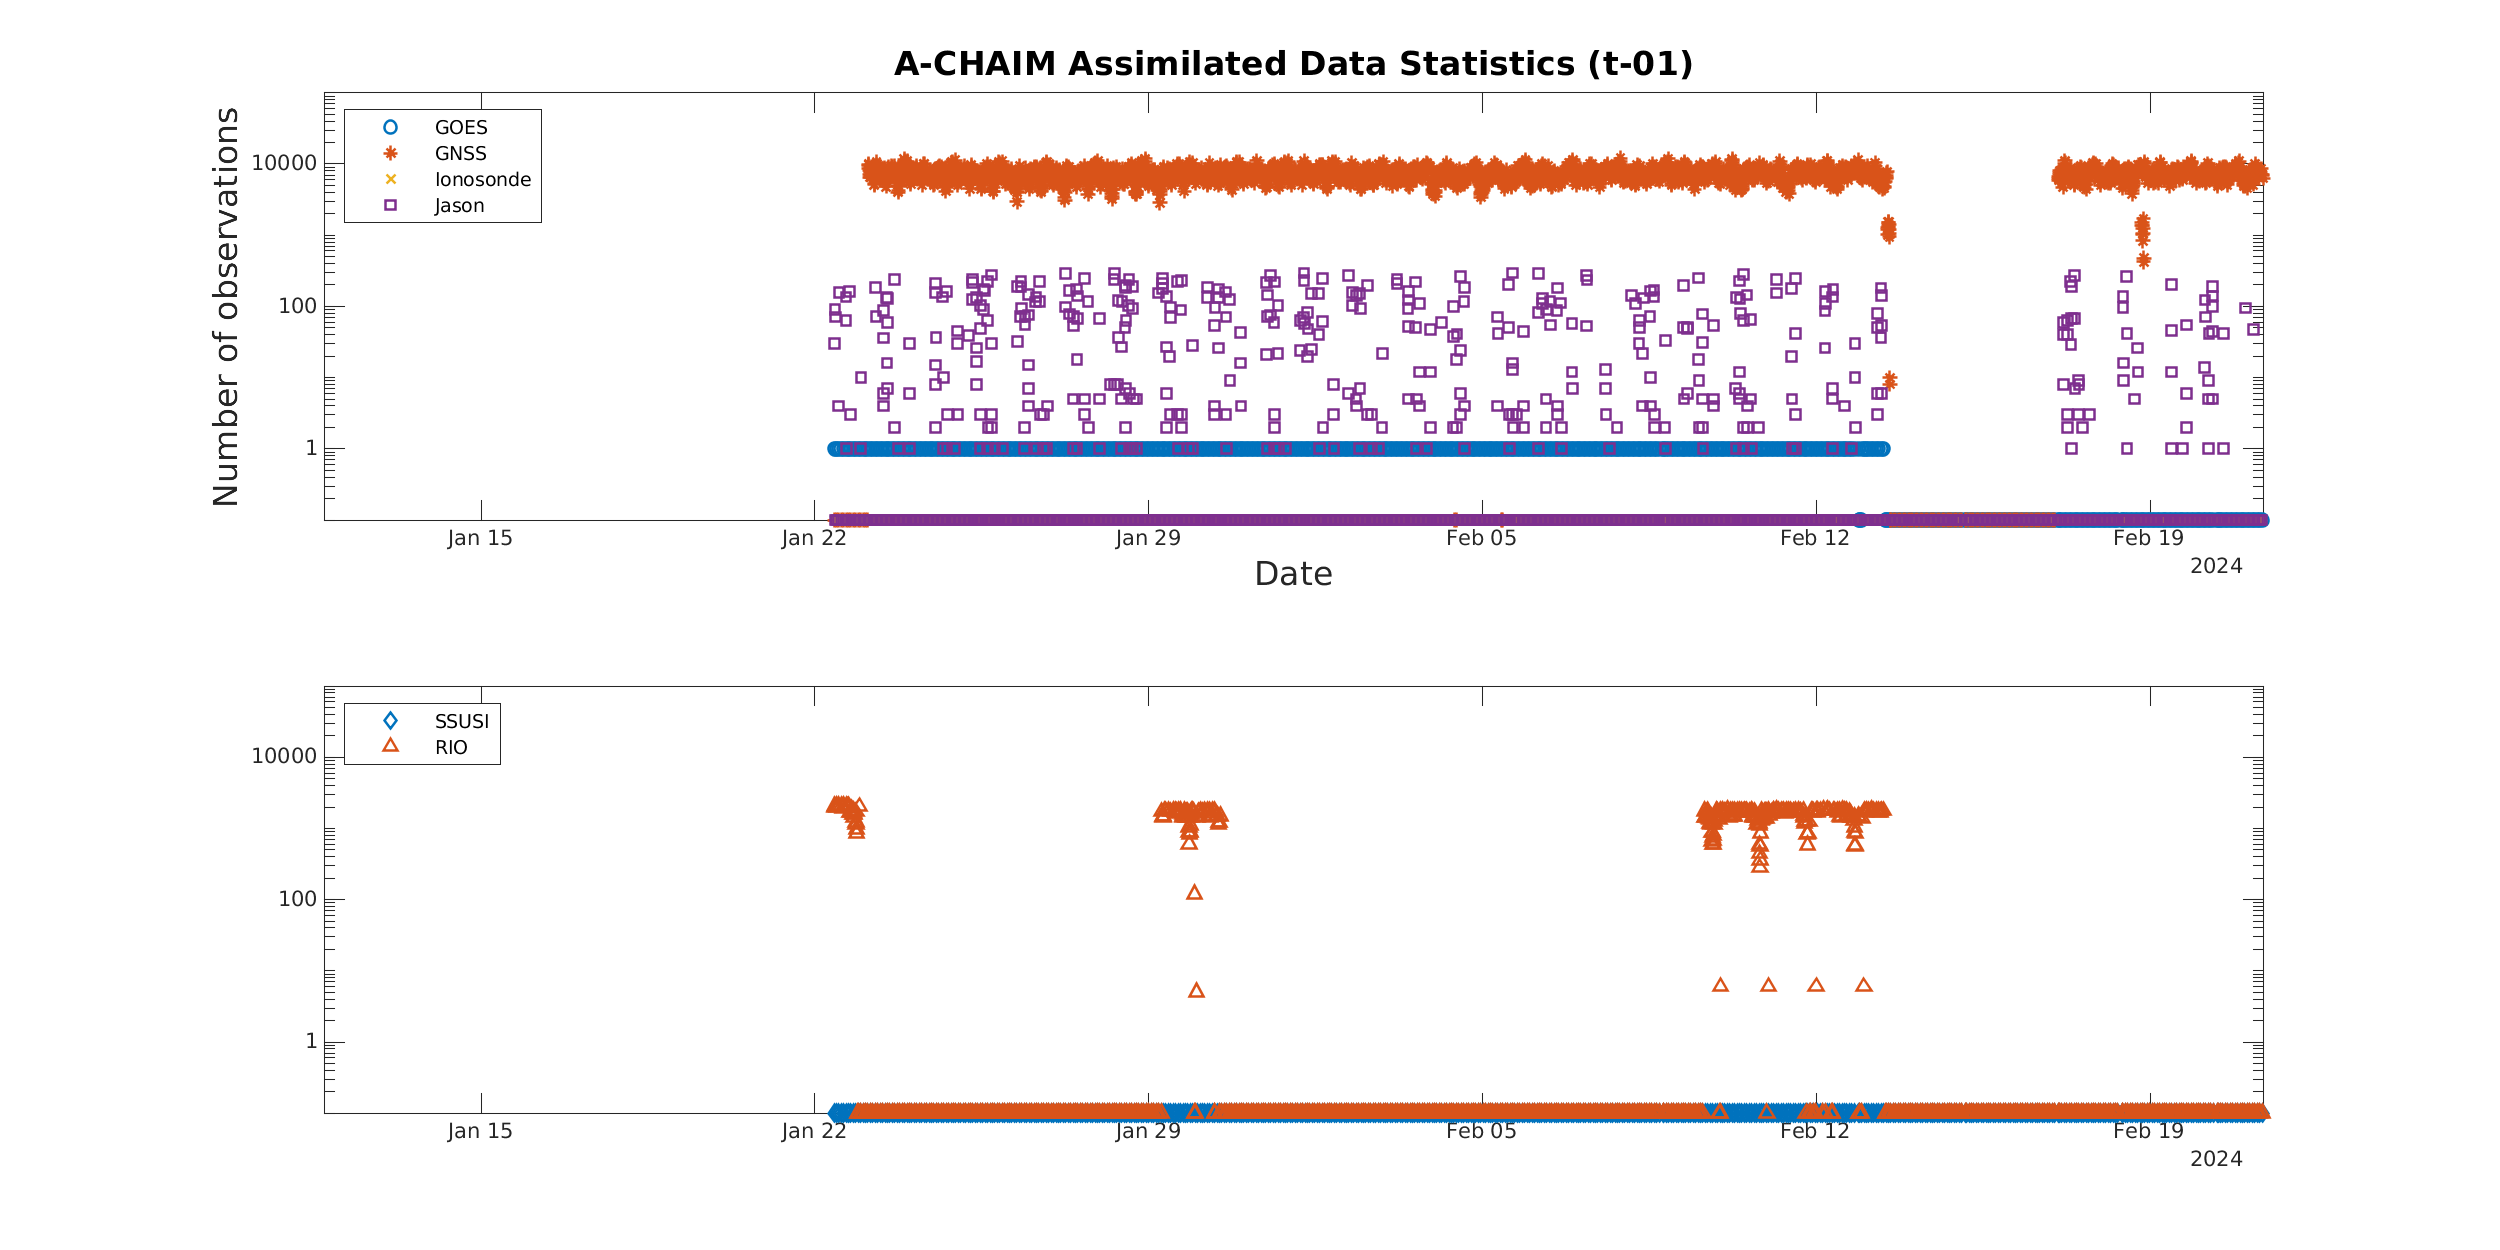 A-CHAIM Assimilated Data Statistics (t-01)
Number of observations
10000
100
1
GOES
GNSS
Ionosonde
Jason
Jan 15
Jan 22
Jan 29
Feb 05
Feb 12
Feb 19
2024
Date
10000
100
1
SSUSI
RIO
Jan 15
Jan 22
Jan 29
Feb 05
Feb 12
Feb 19
2024